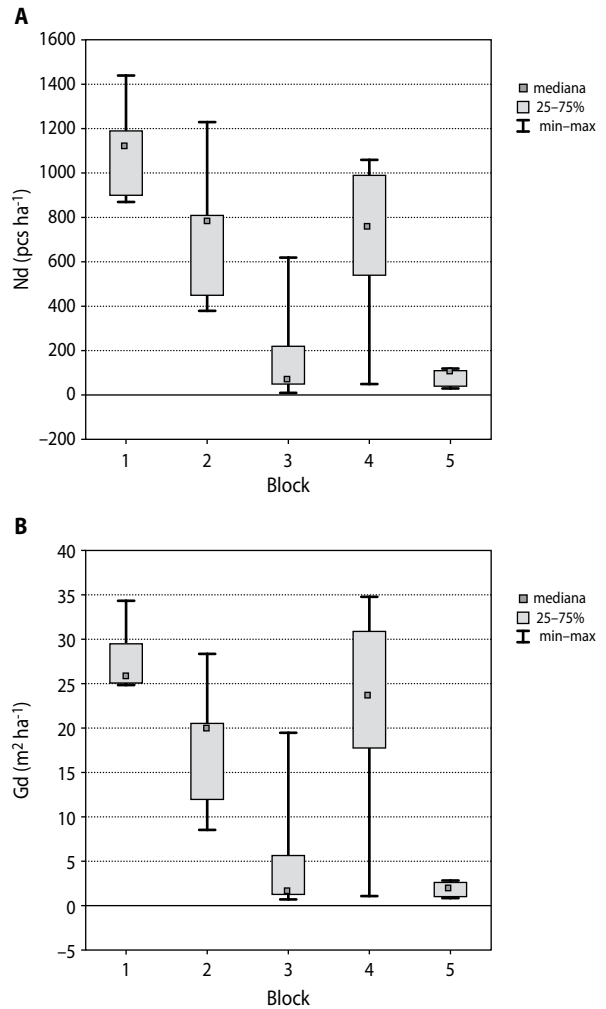 A
1600
1400
1200
1000
800
600
400
200
0
–200
Nd (pcs ha⁻¹)
1 2 3 4 5
Block
mediana
25–75%
min–max
B
40
35
30
25
20
15
10
5
0
–5
Gd (m² ha⁻¹)
1 2 3 4 5
Block
mediana
25–75%
min–max